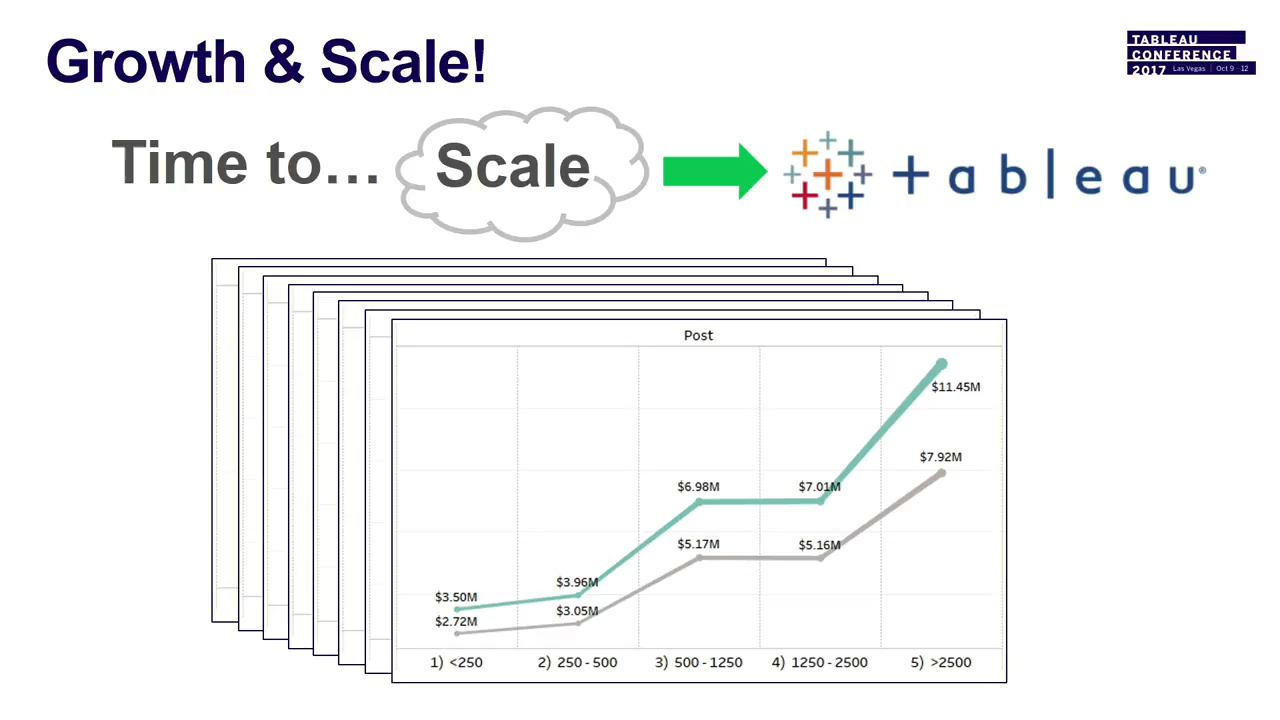 Growth & Scale!
TABLEAU
CONFERENCE
2017 Las Vegas | Oct 9 - 12
Time to… Scale
+ a b l e a u®
Post
$11.45M
$7.92M
$6.98M
$7.01M
$5.17M
$5.16M
$3.96M
$3.50M
$3.05M
$2.72M
1) <250
2) 250 - 500
3) 500 - 1250
4) 1250 - 2500
5) >2500